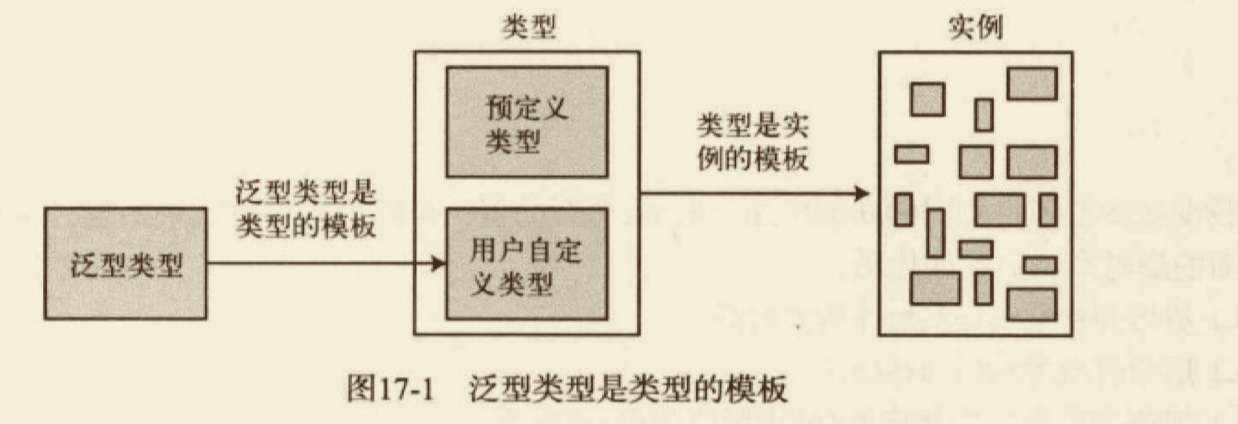 类型
实例
预定义
类型
类型是实
例的模板
泛型类型是
类型的模板
泛型类型
用户自定
义类型
图17-1 泛型类型是类型的模板